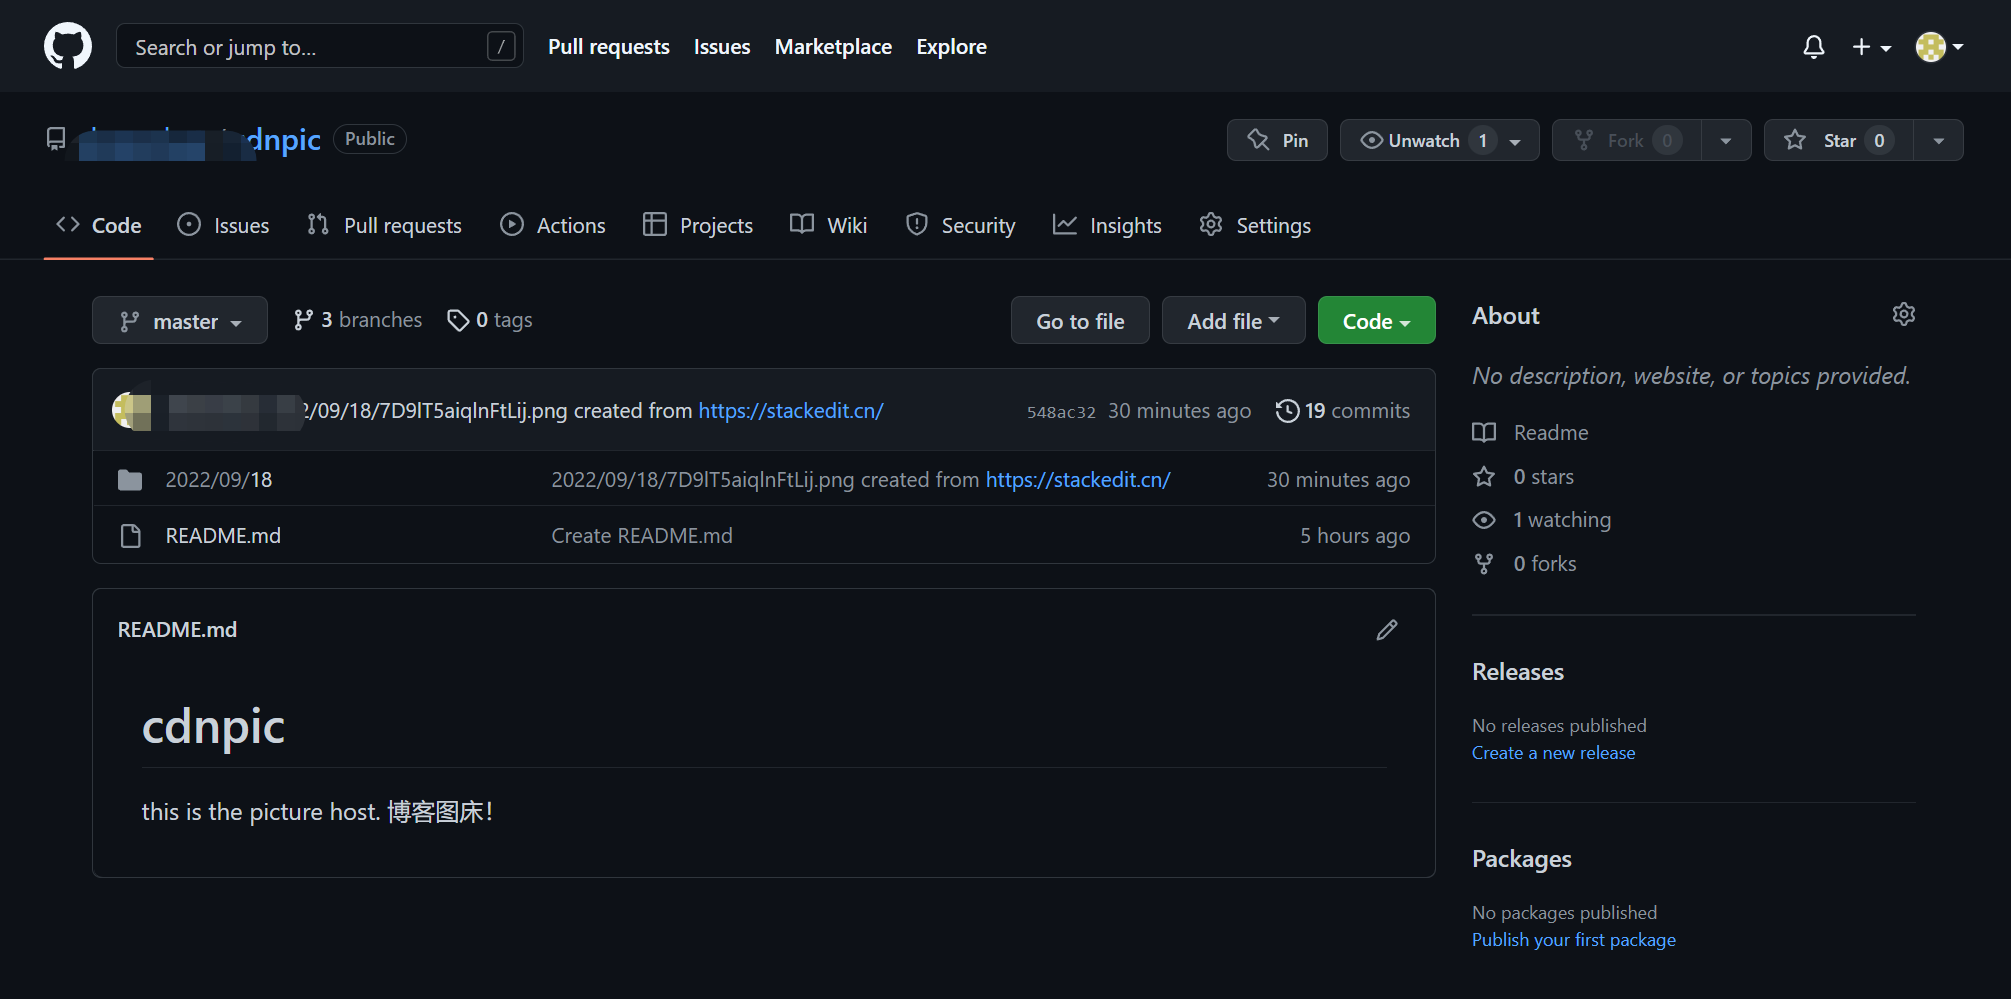 Search or jump to... / Pull requests Issues Marketplace Explore
cdnpic Public Pin Unwatch 1 Fork 0 Star 0
Code Issues Pull requests Actions Projects Wiki Security Insights Settings
master 3 branches 0 tags Go to file Add file Code
2/09/18/7D9lT5aiqlnFtLij.png created from https://stackedit.cn/ 548ac32 30 minutes ago 19 commits
2022/09/18 2022/09/18/7D9lT5aiqlnFtLij.png created from https://stackedit.cn/ 30 minutes ago
README.md Create README.md 5 hours ago
README.md
cdnpic
this is the picture host. 博客图床!
About
No description, website, or topics provided.
Readme
0 stars
1 watching
0 forks
Releases
No releases published
Create a new release
Packages
No packages published
Publish your first package